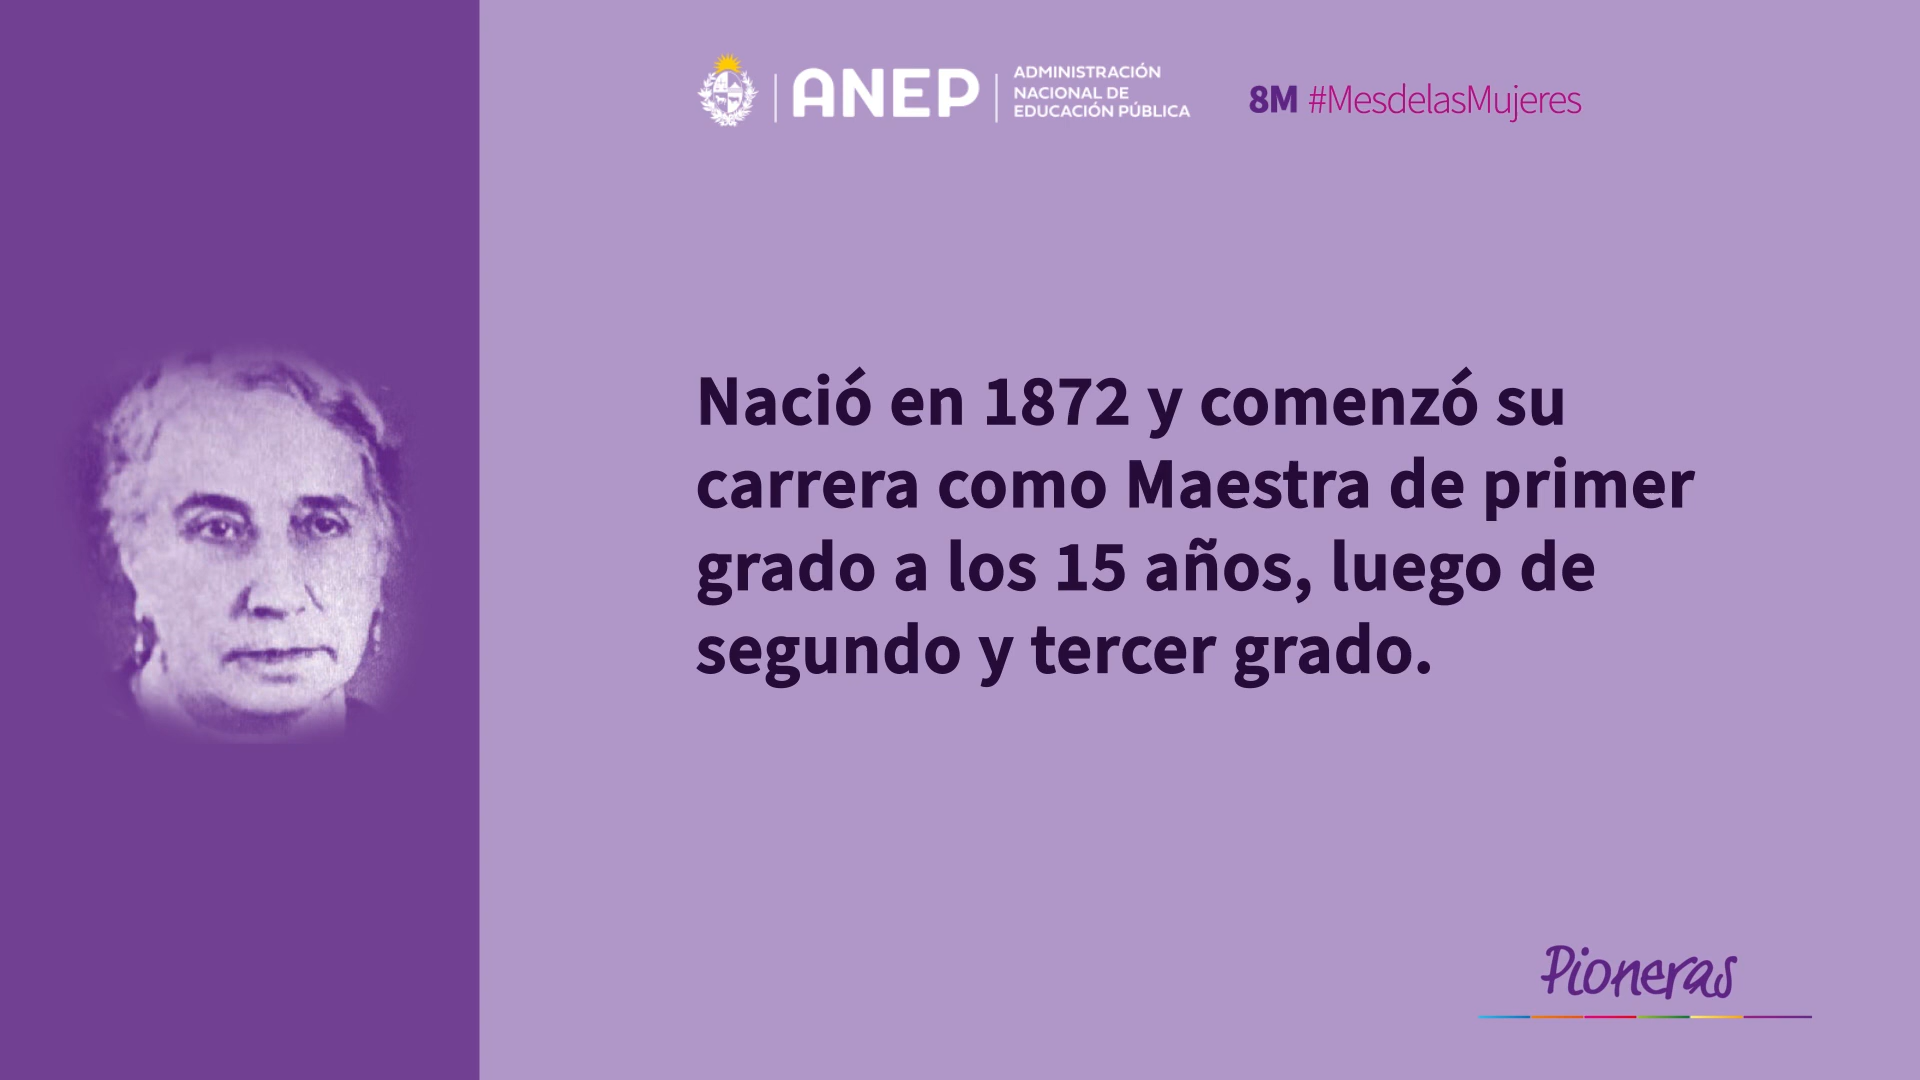 ANEP
ADMINISTRACIÓN
NACIONAL DE
EDUCACIÓN PÚBLICA
8M #MesdelasMujeres
Nació en 1872 y comenzó su
carrera como Maestra de primer
grado a los 15 años, luego de
segundo y tercer grado.
Pioneras